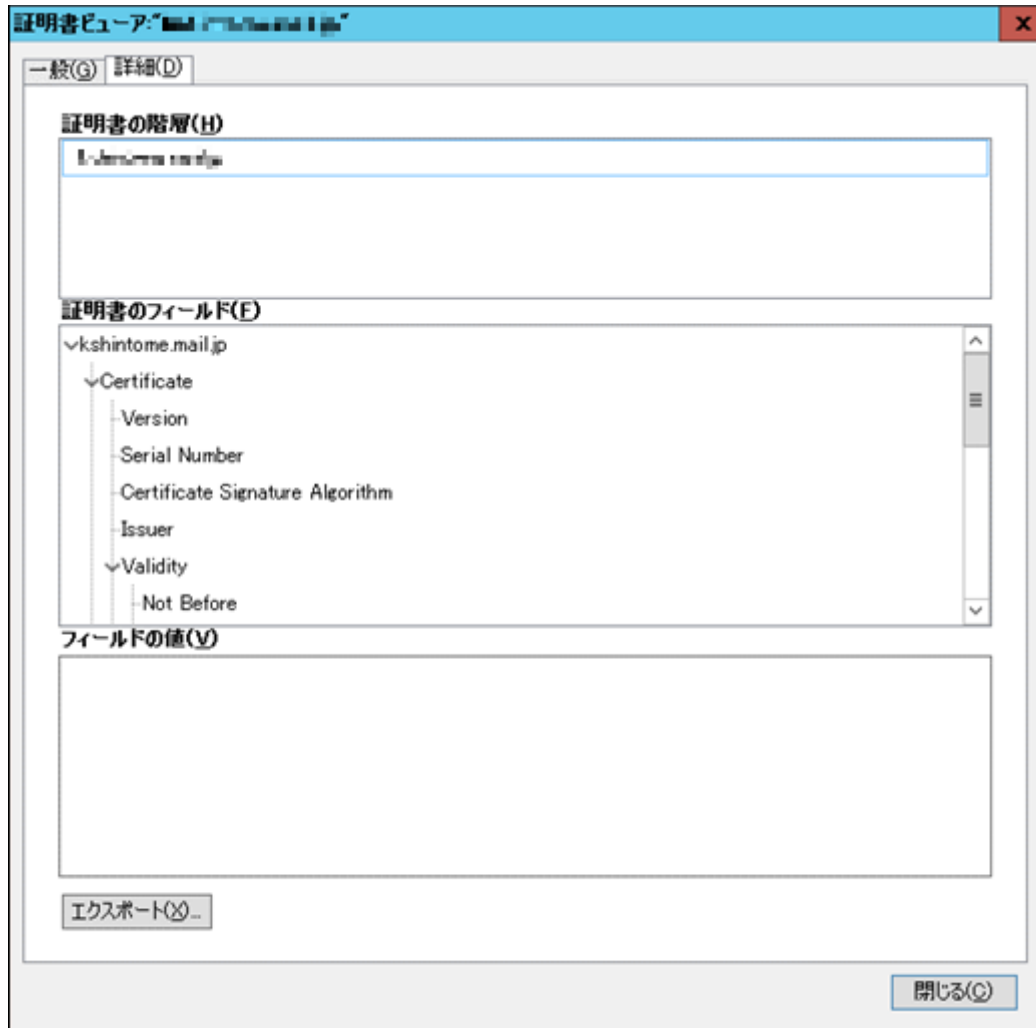 証明書ビューア:"
一般(G) 詳細(D)
証明書の階層(H)
証明書のフィールド(F)
kshintome.mail.jp
Certificate
Version
Serial Number
Certificate Signature Algorithm
Issuer
Validity
Not Before
フィールドの値(V)
エクスポート(X)...
閉じる(C)